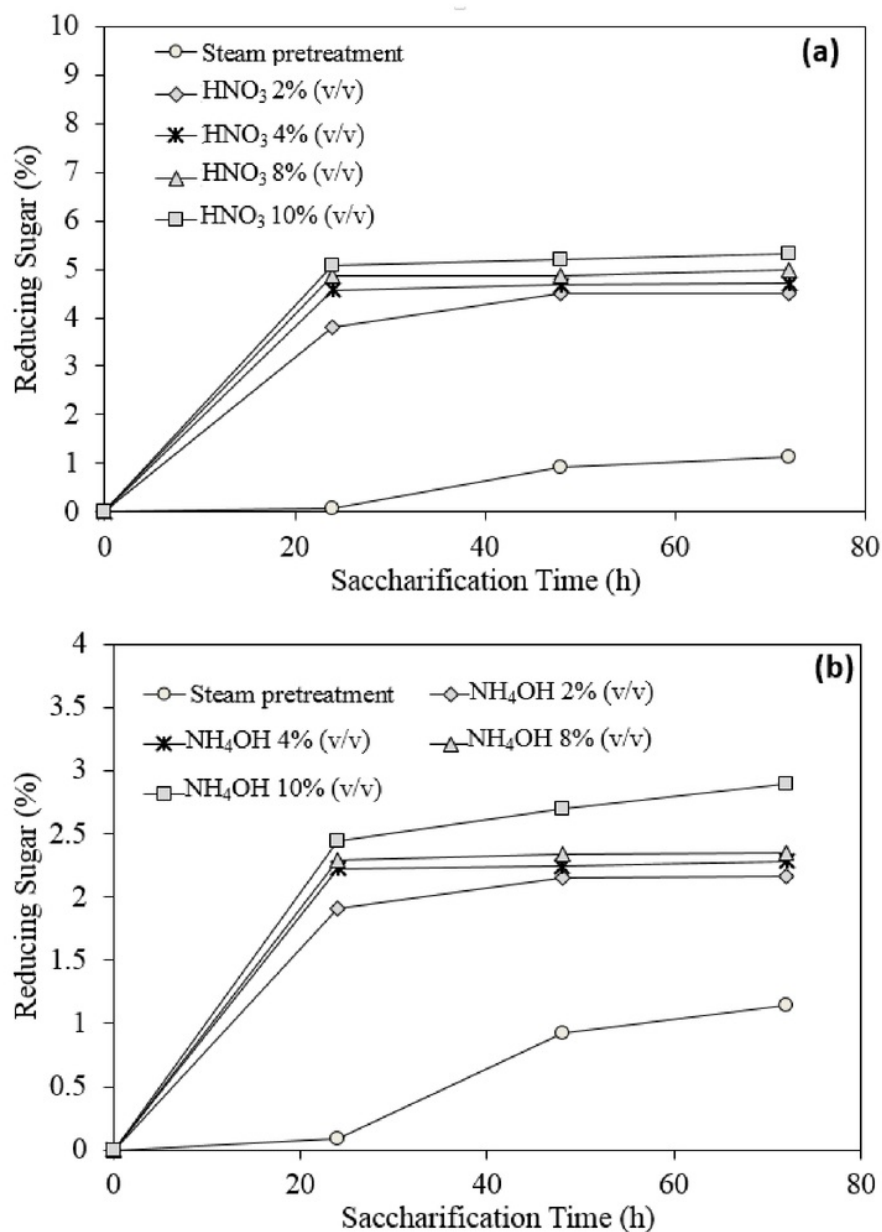 10
(a)
Steam pretreatment
9
HNO₃ 2% (v/v)
8
HNO₃ 4% (v/v)
7
HNO₃ 8% (v/v)
6
HNO₃ 10% (v/v)
5
4
3
2
1
0
Reducing Sugar (%)
0 20 40 60 80
Saccharification Time (h)
4
(b)
3.5
Steam pretreatment NH₄OH 2% (v/v)
NH₄OH 4% (v/v) NH₄OH 8% (v/v)
3
NH₄OH 10% (v/v)
2.5
2
1.5
1
0.5
0
Reducing Sugar (%)
0 20 40 60 80
Saccharification Time (h)